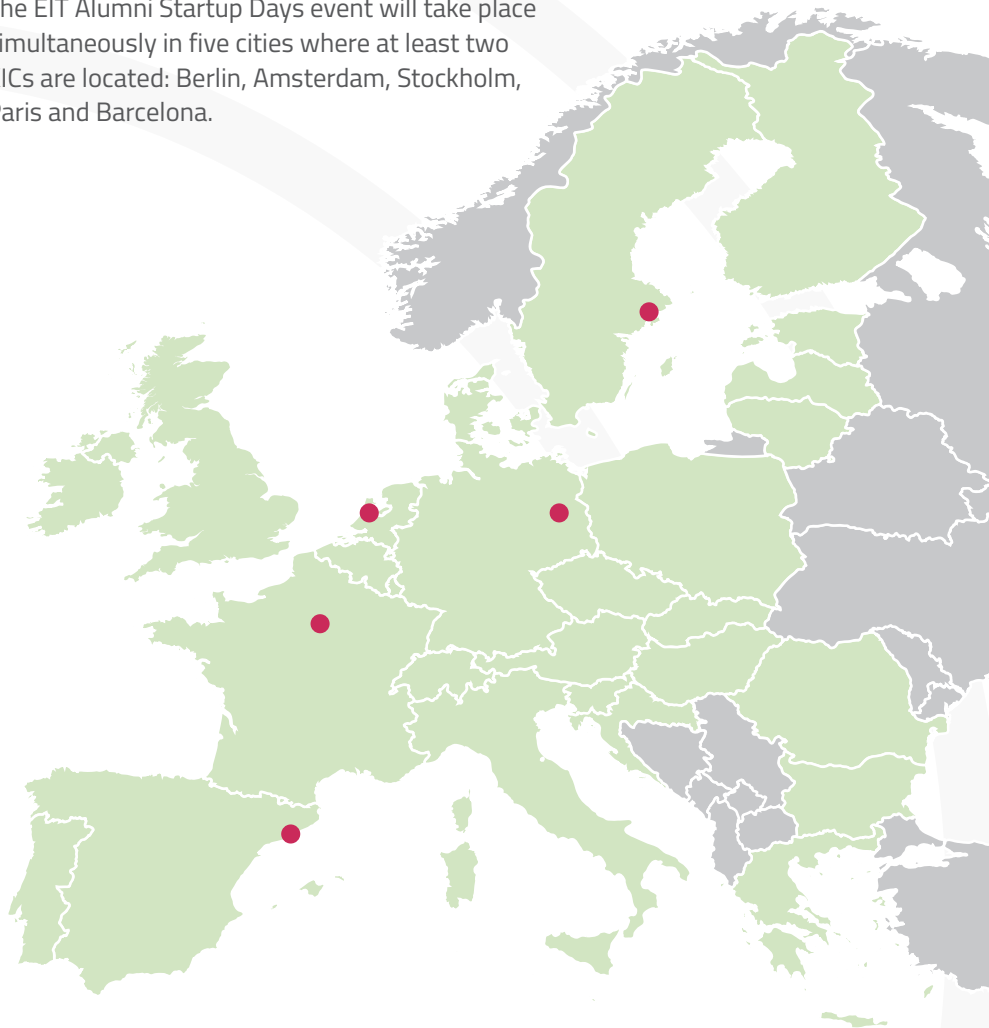 he EIT Alumni Startup Days event will take place
imultaneously in five cities where at least two
ICs are located: Berlin, Amsterdam, Stockholm,
aris and Barcelona.